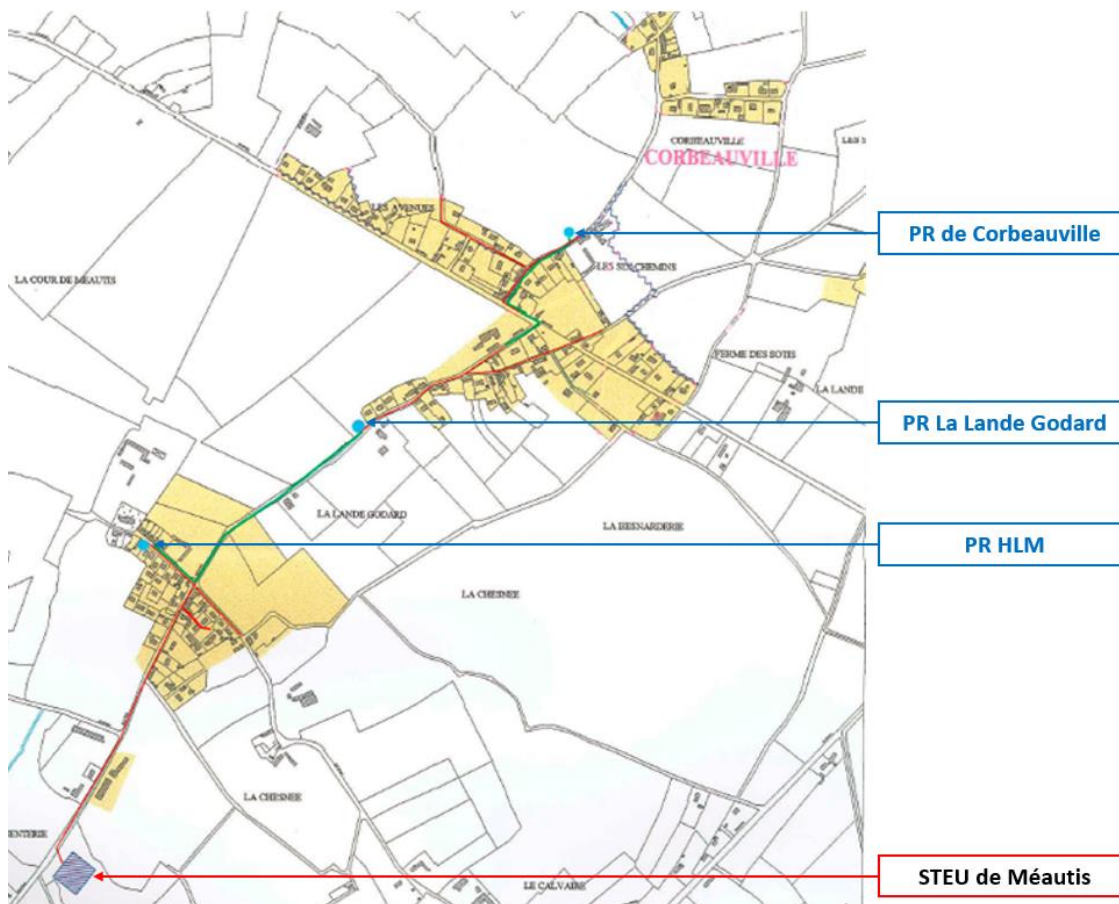 CORBEAUVILLE
CORBEAUVILLE
LES AVENUES
PR de Corbeauville
LES SIX CHEMINS
LA COUR DE MEAUTIS
FERME DES SOTIS
LA LANDE
PR La Lande Godard
LA LANDE GODARD
LA BESNARDERIE
PR HLM
LA CHESNEE
LA CHESNEE
ENTERIE
LE CALVAIRE
STEU de Méautis